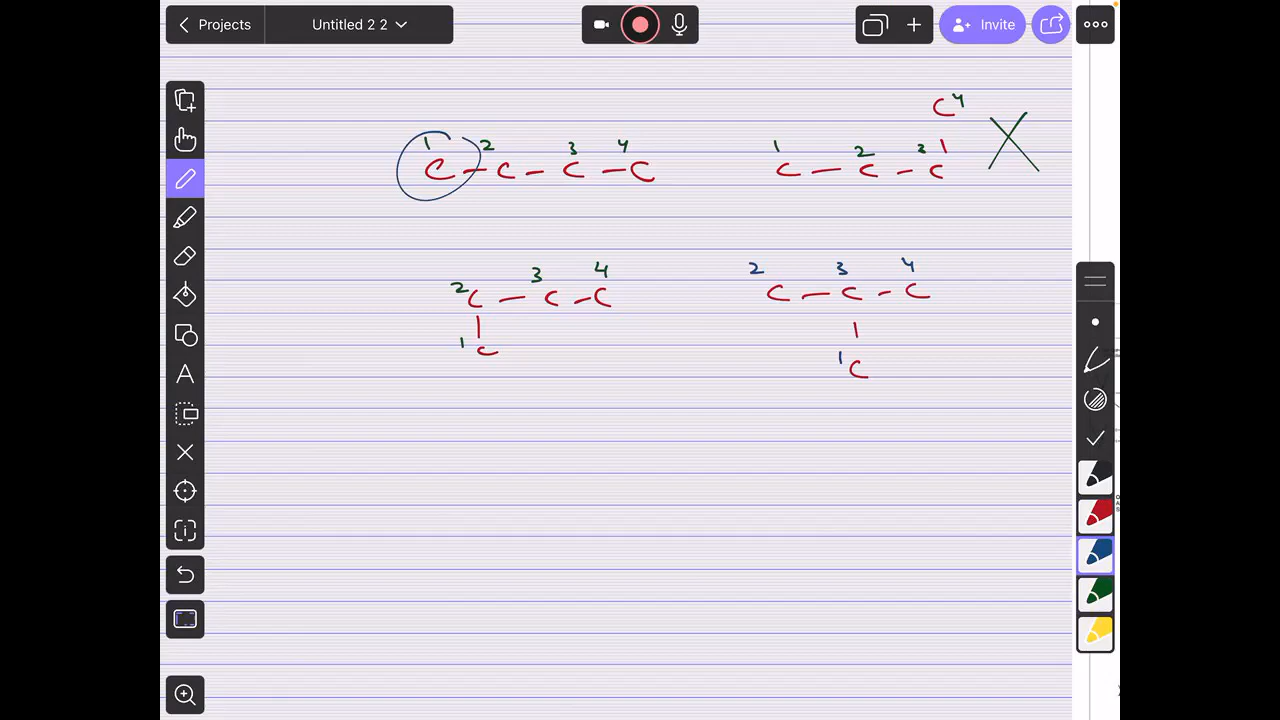 Projects
Untitled 2 2
Invite
C 4
1 2 3 4
C - C - C - C
1 2 3
C - C - C
2 3 4
C - C - C
1 C
2 3 4
C - C - C
1 C
A